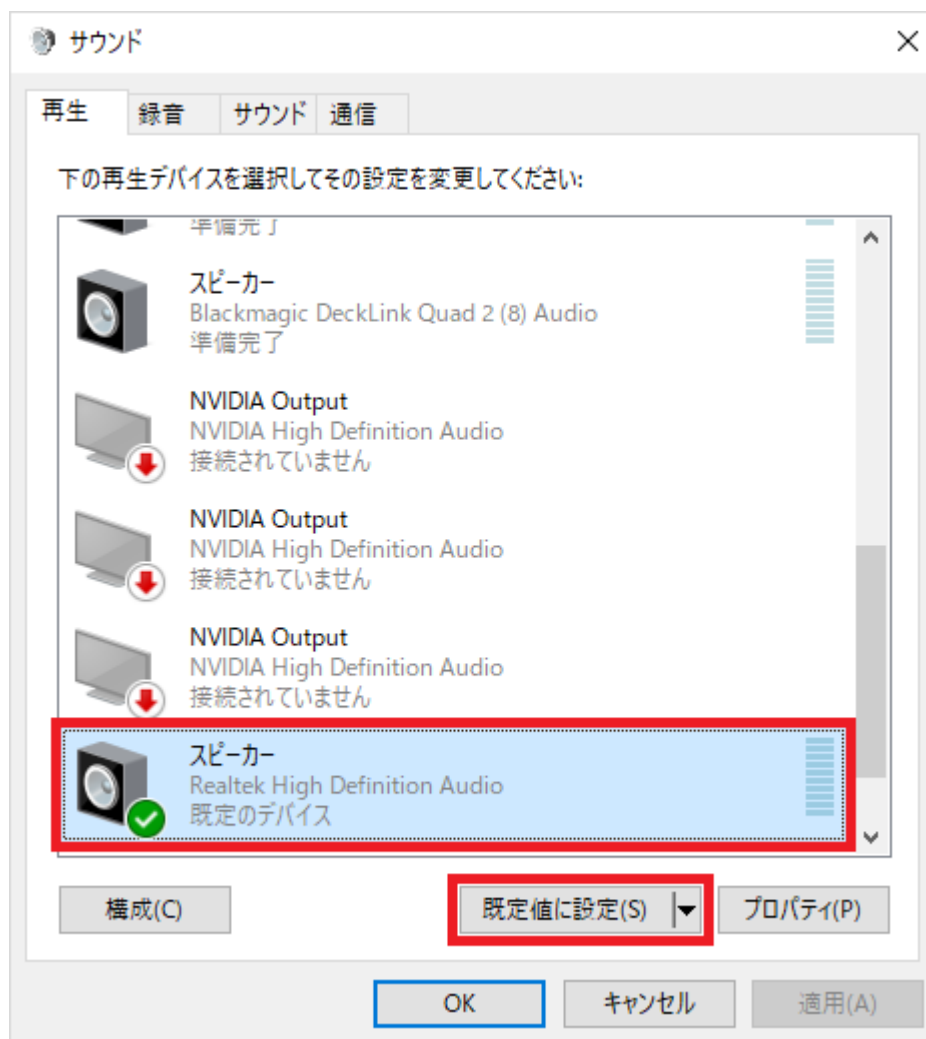 サウンド
再生 録音 サウンド 通信
下の再生デバイスを選択してその設定を変更してください:
準備完了
スピーカー
Blackmagic DeckLink Quad 2 (8) Audio
準備完了
NVIDIA Output
NVIDIA High Definition Audio
接続されていません
NVIDIA Output
NVIDIA High Definition Audio
接続されていません
NVIDIA Output
NVIDIA High Definition Audio
接続されていません
スピーカー
Realtek High Definition Audio
既定のデバイス
構成(C) 既定値に設定(S) プロパティ(P)
OK キャンセル 適用(A)